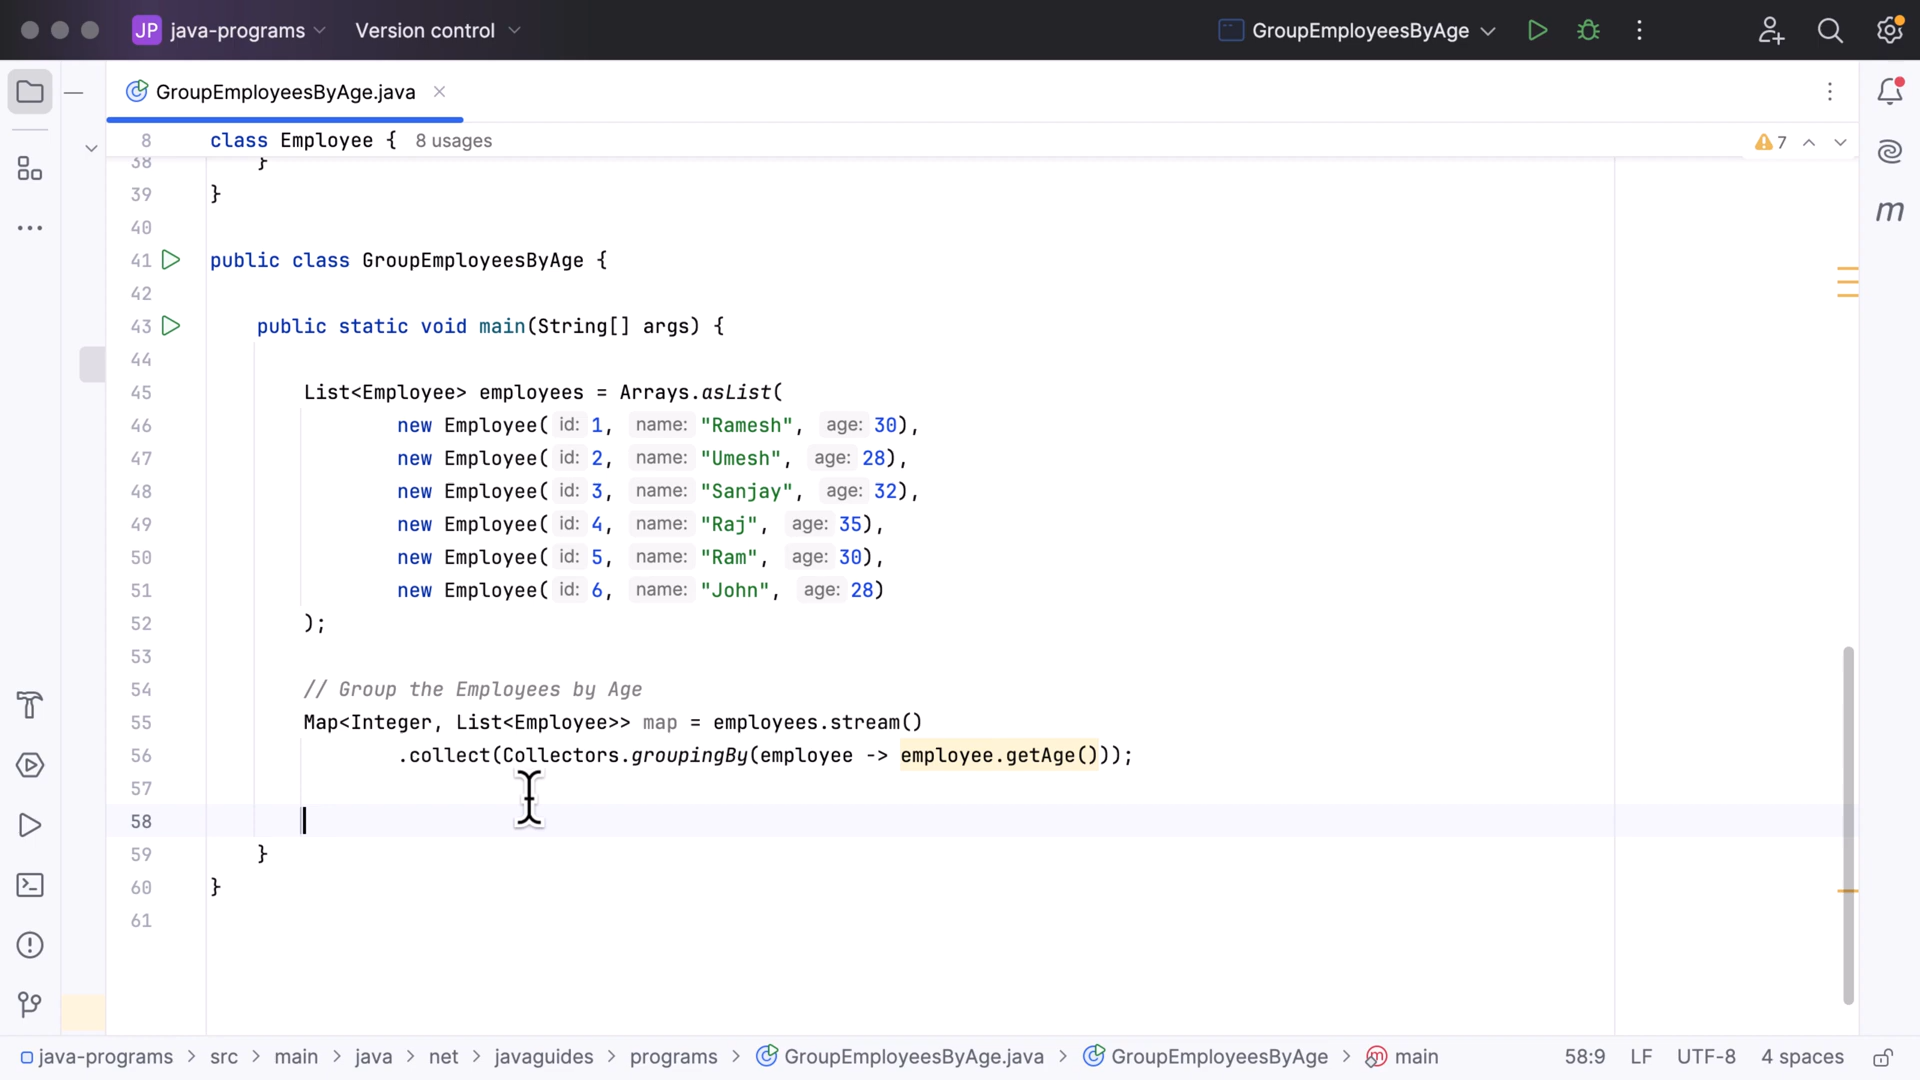 JP java-programs Version control GroupEmployeesByAge
GroupEmployeesByAge.java
8 class Employee { 8 usages 7
38 }
39 }
40
41 public class GroupEmployeesByAge {
42
43 public static void main(String[] args) {
44
45 List<Employee> employees = Arrays.asList(
46 new Employee( id: 1, name: "Ramesh", age: 30),
47 new Employee( id: 2, name: "Umesh", age: 28),
48 new Employee( id: 3, name: "Sanjay", age: 32),
49 new Employee( id: 4, name: "Raj", age: 35),
50 new Employee( id: 5, name: "Ram", age: 30),
51 new Employee( id: 6, name: "John", age: 28)
52 );
53
54 // Group the Employees by Age
55 Map<Integer, List<Employee>> map = employees.stream()
56 .collect(Collectors.groupingBy(employee -> employee.getAge()));
57
58
59 }
60 }
61
m
java-programs > src > main > java > net > javaguides > programs > GroupEmployeesByAge.java > GroupEmployeesByAge > m main 58:9 LF UTF-8 4 spaces